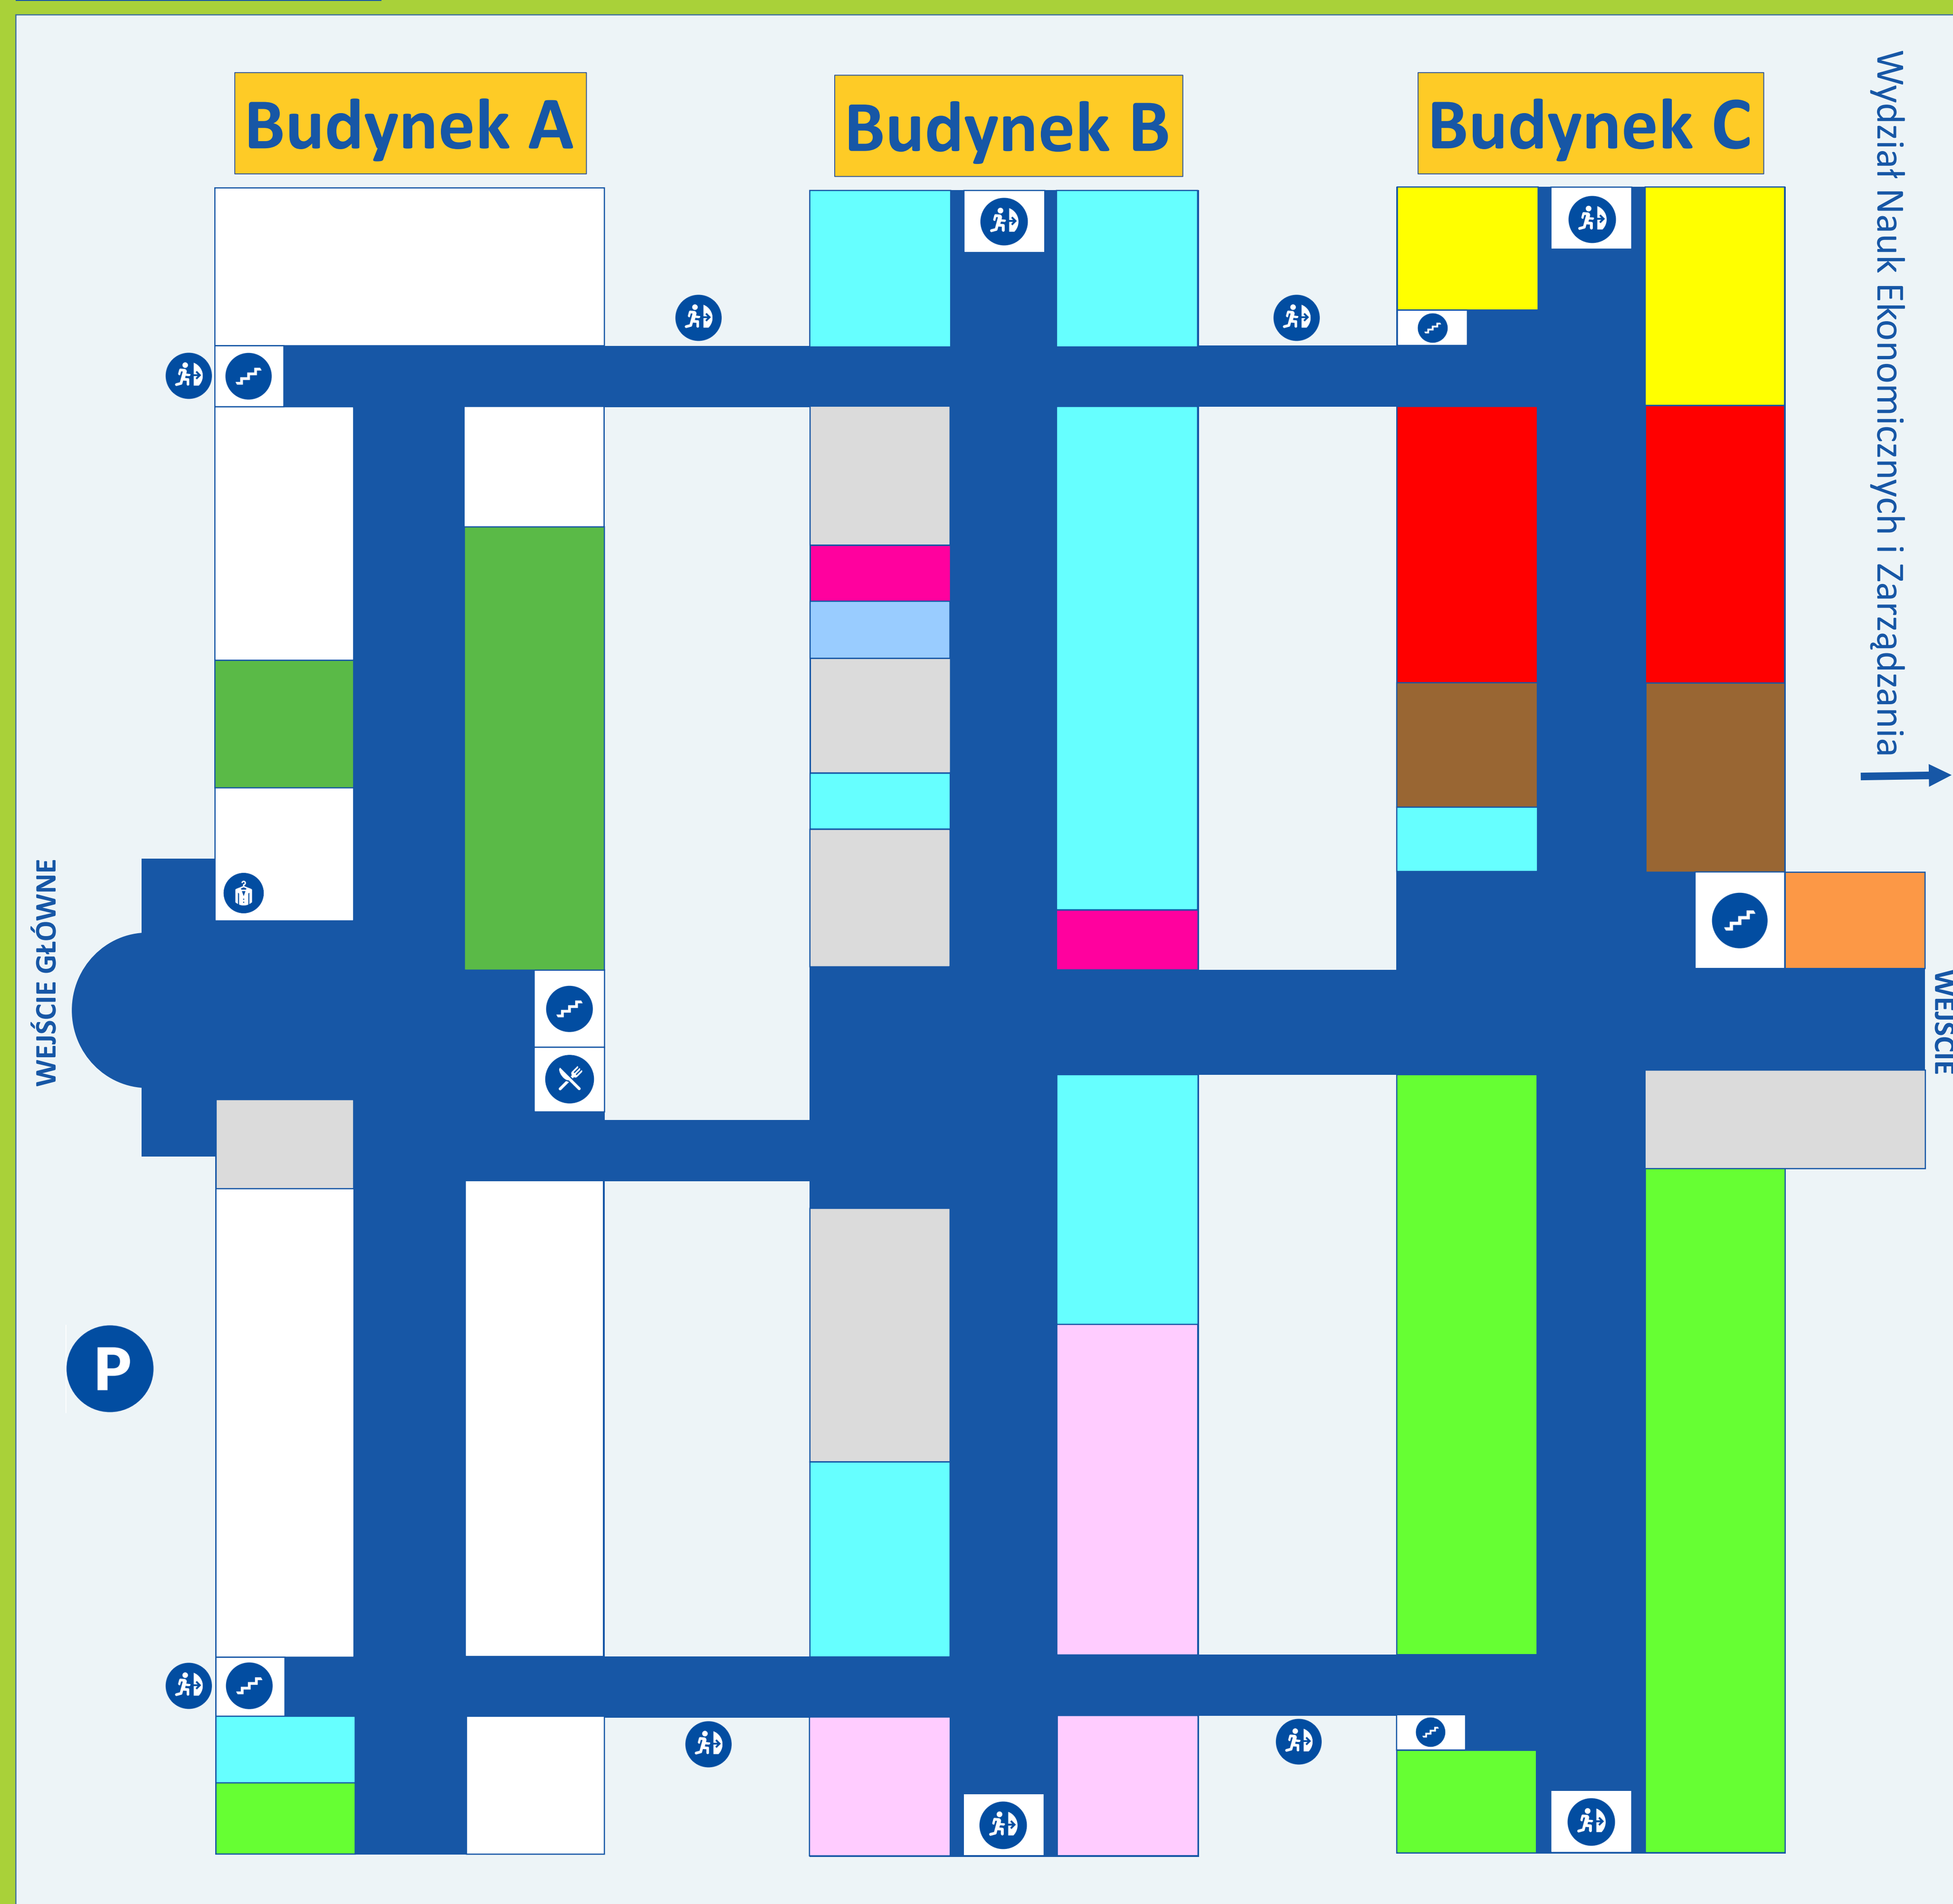 Budynek A
Budynek B
Budynek C
Wydział Nauk Ekonomicznych i Zarządzania
WEJŚCIE GŁÓWNE
WEJŚCIE
P